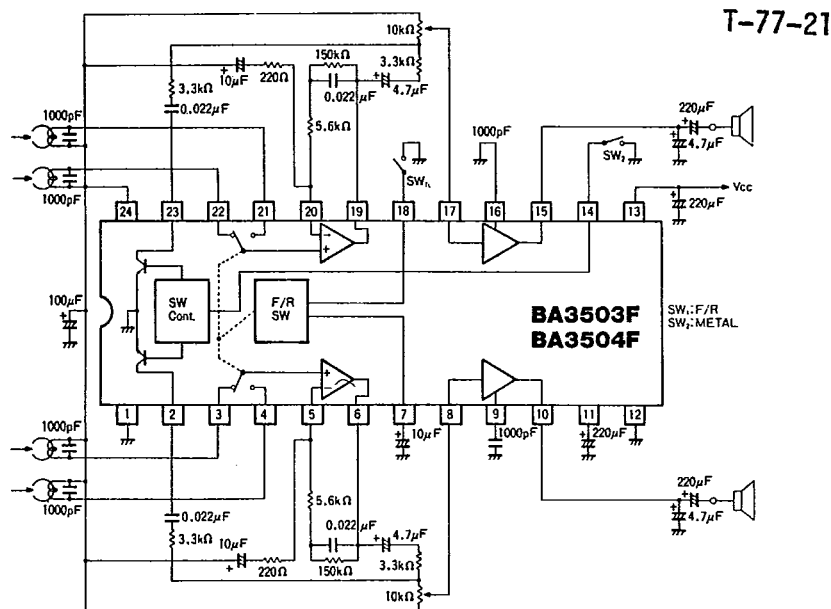 T-77-21
10kΩ
150kΩ
3.3kΩ
3.3kΩ
10μF
220Ω
0.022μF
4.7μF
0.022μF
1000pF
5.6kΩ
1000pF
220μF
4.7μF
SW₁
SW₂
1000pF
Vcc
220μF
24 23 22 21 20 19 18 17 16 15 14 13
100μF
SW Cont.
F/R SW
BA3503F
BA3504F
SW₁:F/R
SW₂:METAL
1 2 3 4 5 6 7 8 9 10 11 12
1000pF
10μF
1000pF
220μF
1000pF
5.6kΩ
220μF
4.7μF
0.022μF
3.3kΩ
10μF
220Ω
0.022μF
150kΩ
4.7μF
3.3kΩ
10kΩ